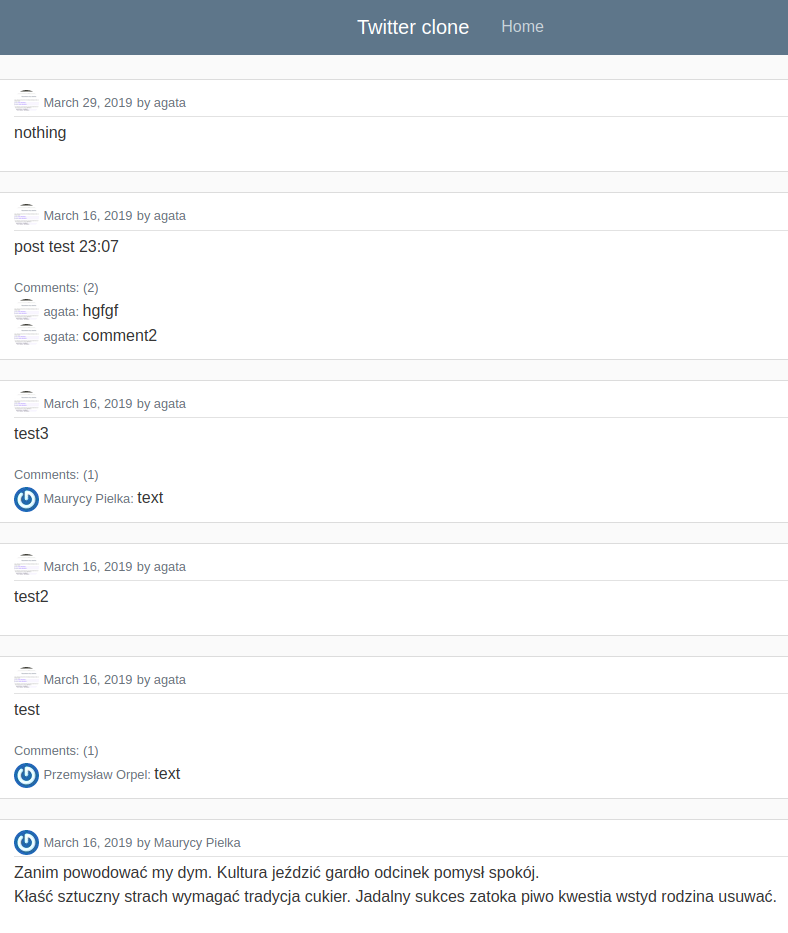 Twitter clone Home
March 29, 2019 by agata
nothing
March 16, 2019 by agata
post test 23:07
Comments: (2)
agata: hgfgf
agata: comment2
March 16, 2019 by agata
test3
Comments: (1)
Maurycy Pielka: text
March 16, 2019 by agata
test2
March 16, 2019 by agata
test
Comments: (1)
Przemysław Orpel: text
March 16, 2019 by Maurycy Pielka
Zanim powodować my dym. Kultura jeździć gardło odcinek pomysł spokój.
Kłaść sztuczny strach wymagać tradycja cukier. Jadalny sukces zatoka piwo kwestia wstyd rodzina usuwać.